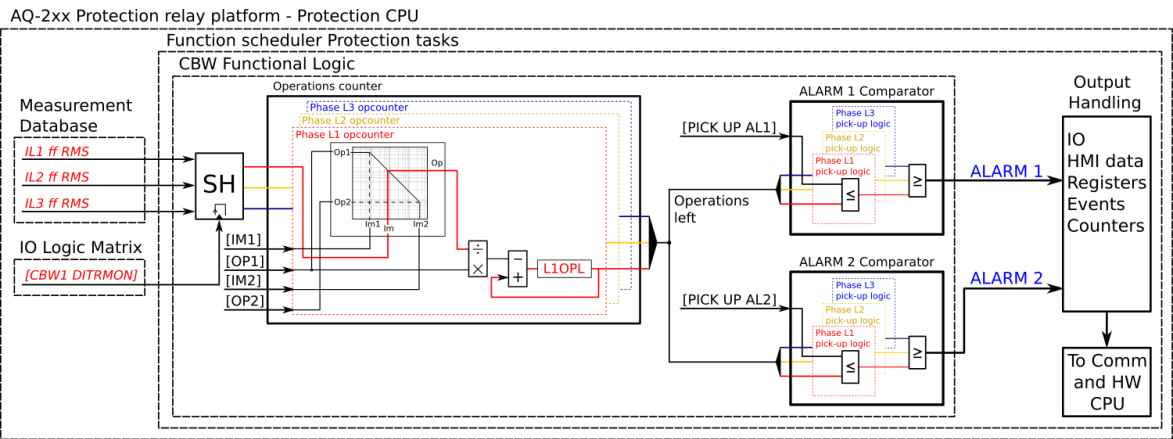 AQ-2xx Protection relay platform - Protection CPU
Function scheduler Protection tasks
CBW Functional Logic
Measurement
Database
IL1 ff RMS
IL2 ff RMS
IL3 ff RMS
IO Logic Matrix
[CBW1 DITRMON]
SH
Operations counter
Phase L3 opcounter
Phase L2 opcounter
Phase L1 opcounter
Op1
Op
Op2
Im1
Im
Im2
[IM1]
[OP1]
[IM2]
[OP2]
÷
×
-
+
L1OPL
Operations
left
ALARM 1 Comparator
[PICK UP AL1]
Phase L3
pick-up logic
Phase L2
pick-up logic
Phase L1
pick-up logic
≤
≥
ALARM 1
ALARM 2 Comparator
[PICK UP AL2]
Phase L3
pick-up logic
Phase L2
pick-up logic
Phase L1
pick-up logic
≤
≥
ALARM 2
Output
Handling
IO
HMI data
Registers
Events
Counters
To Comm
and HW
CPU